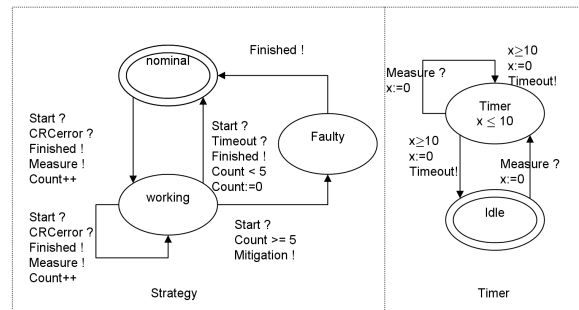 nominal
Finished !
Start ?
CRCerror ?
Finished !
Measure !
Count++
Start ?
Timeout ?
Finished !
Count < 5
Count:=0
Faulty
working
Start ?
CRCerror ?
Finished !
Measure !
Count++
Start ?
Count >= 5
Mitigation !
Strategy
x≥10
x:=0
Timeout!
Measure ?
x:=0
Timer
x ≤ 10
x≥10
x:=0
Timeout!
Measure ?
x:=0
Idle
Timer